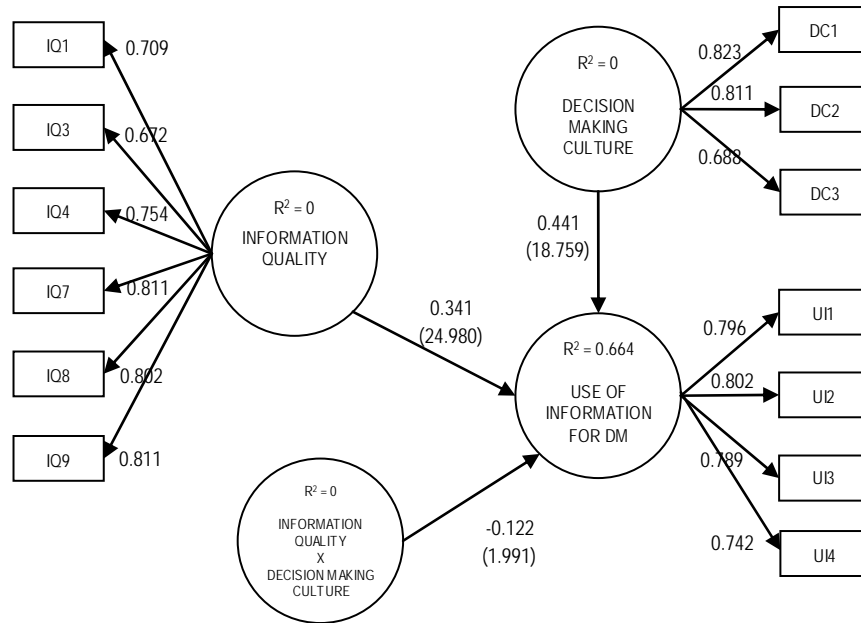 IQ1
0.709
IQ3
0.672
IQ4
0.754
IQ7
0.811
IQ8
0.802
IQ9
0.811
R² = 0
INFORMATION
QUALITY
0.341
(24.980)
R² = 0
INFORMATION
QUALITY
X
DECISION MAKING
CULTURE
-0.122
(1.991)
R² = 0
DECISION
MAKING
CULTURE
0.441
(18.759)
0.823
DC1
0.811
DC2
0.688
DC3
R² = 0.664
USE OF
INFORMATION
FOR DM
0.796
UI1
0.802
UI2
0.789
UI3
0.742
UI4